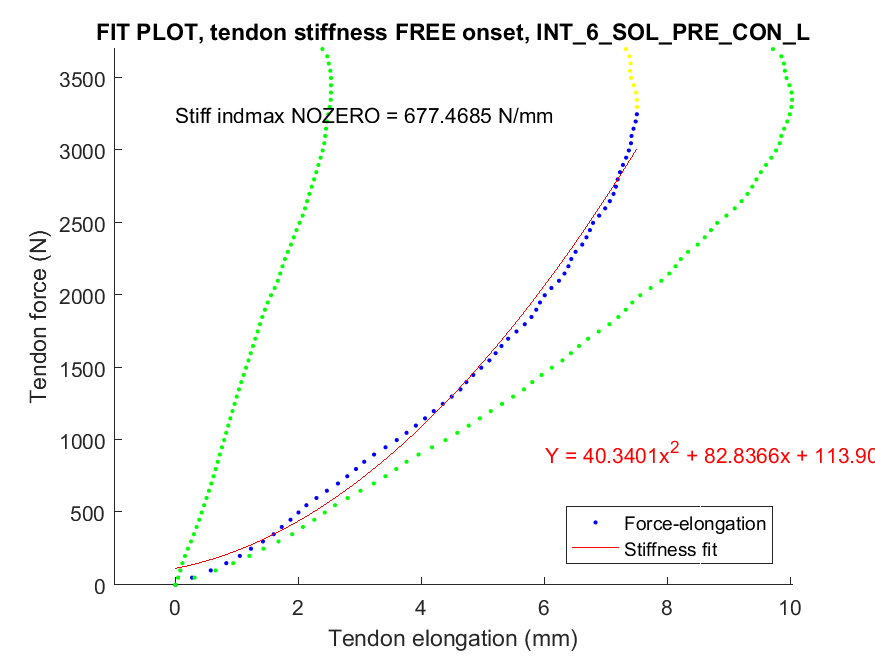 FIT PLOT, tendon stiffness FREE onset, INT_6_SOL_PRE_CON_L
3500
Stiff indmax NOZERO = 677.4685 N/mm
3000
2500
2000
1500
1000
500
0
Tendon force (N)
Y = 40.3401x² + 82.8366x + 113.90
Force-elongation
Stiffness fit
0 2 4 6 8 10
Tendon elongation (mm)